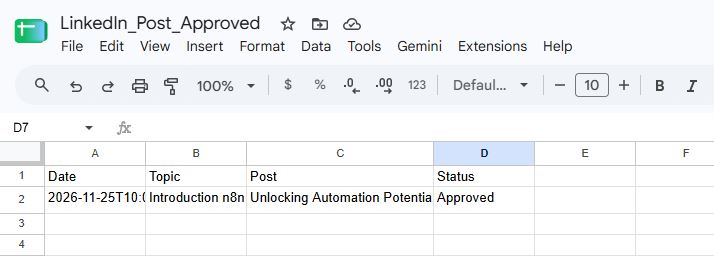 LinkedIn_Post_Approved
File Edit View Insert Format Data Tools Gemini Extensions Help
100% $ % .0 .00 123 Defaul... 10 B I
D7 fx
A B C D E F
1 Date Topic Post Status
2 2026-11-25T10:0 Introduction n8n Unlocking Automation Potentia Approved
3
4